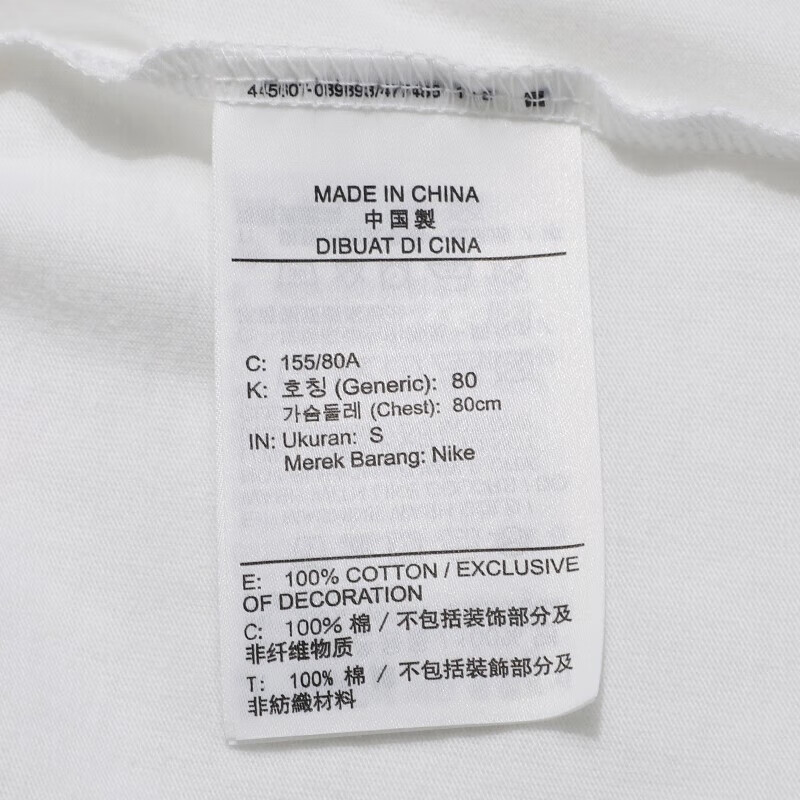 MADE IN CHINA
中国製
DIBUAT DI CINA
C: 155/80A
K: 호칭 (Generic): 80
가슴둘레 (Chest): 80cm
IN: Ukuran: S
Merek Barang: Nike
E: 100% COTTON / EXCLUSIVE
OF DECORATION
C: 100% 棉 / 不包括装饰部分及
非纤维物质
T: 100% 棉 / 不包括裝飾部分及
非紡織材料